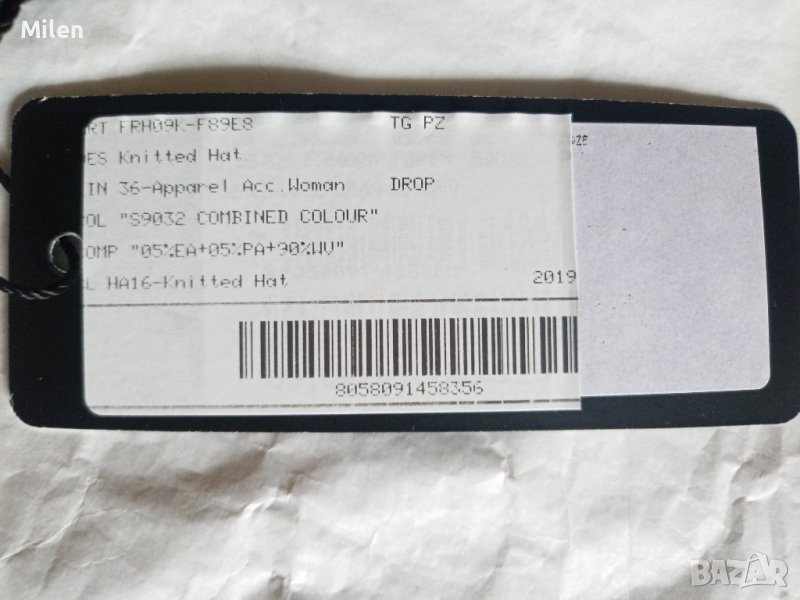 Milen
RT FRH09K-F89E8 TG PZ
ES Knitted Hat
IN 36-Apparel Acc.Woman DROP
OL "S9032 COMBINED COLOUR"
OMP "05%EA+05%PA+90%WV"
L HA16-Knitted Hat 2019
8058091458356
BAZAR